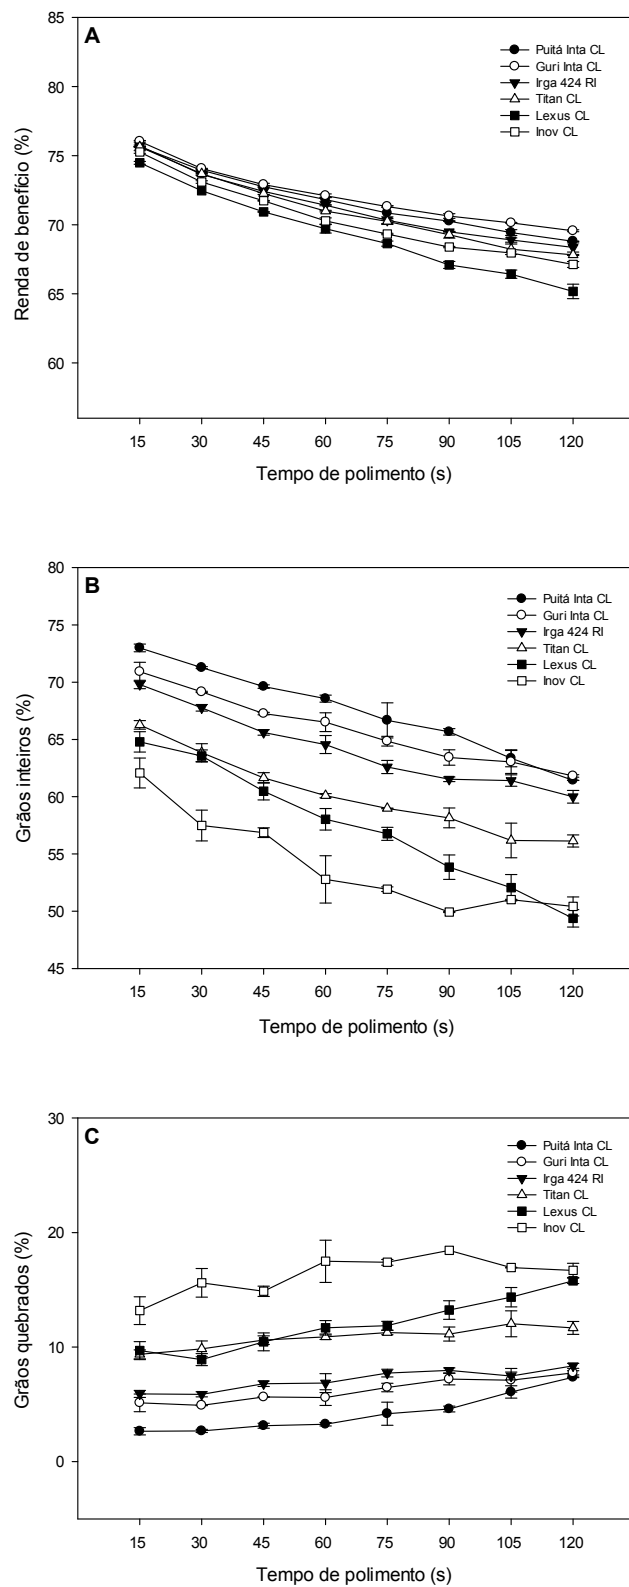 A
85
80
75
70
65
60
Renda de benefício (%)
Puitá Inta CL
Guri Inta CL
Irga 424 RI
Titan CL
Lexus CL
Inov CL
15 30 45 60 75 90 105 120
Tempo de polimento (s)
B
80
75
70
65
60
55
50
45
Grãos inteiros (%)
Puitá Inta CL
Guri Inta CL
Irga 424 RI
Titan CL
Lexus CL
Inov CL
15 30 45 60 75 90 105 120
Tempo de polimento (s)
C
30
20
10
0
Grãos quebrados (%)
Puitá Inta CL
Guri Inta CL
Irga 424 RI
Titan CL
Lexus CL
Inov CL
15 30 45 60 75 90 105 120
Tempo de polimento (s)